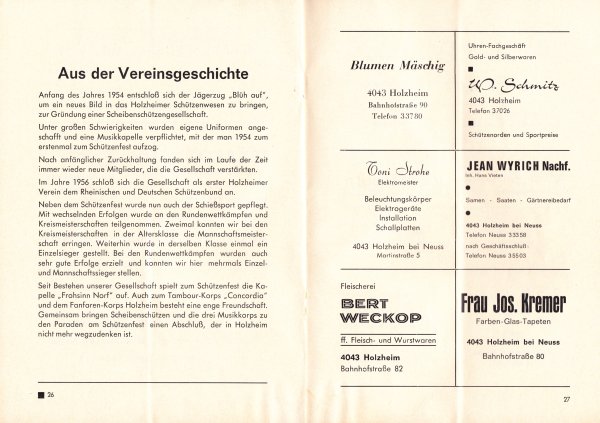 Aus der Vereinsgeschichte
Anfang des Jahres 1954 entschloß sich der Jägerzug „Blüh auf",
um ein neues Bild in das Holzheimer Schützenwesen zu bringen,
zur Gründung einer Scheibenschützengesellschaft.
Unter großen Schwierigkeiten wurden eigene Uniformen ange-
schafft und eine Musikkapelle verpflichtet, mit der man 1954 zum
erstenmal zum Schützenfest aufzog.
Nach anfänglicher Zurückhaltung fanden sich im Laufe der Zeit
immer wieder neue Mitglieder, die die Gesellschaft verstärkten.
Im Jahre 1956 schloß sich die Gesellschaft als erster Holzheimer
Verein dem Rheinischen und Deutschen Schützenbund an.
Neben dem Schützenfest wurde nun auch der Schießsport gepflegt.
Mit wechselnden Erfolgen wurden an den Rundenwettkämpfen und
Kreismeisterschaften teilgenommen. Zweimal konnten wir bei den
Kreismeisterschaften in der Altersklasse die Mannschaftsmeister-
schaft erringen. Weiterhin wurde in derselben Klasse einmal ein
Einzelsieger gestellt. Bei den Rundenwettkämpfen wurden auch
sehr gute Erfolge erzielt und konnten wir hier mehrmals Einzel-
und Mannschaftssieger stellen.
Seit Bestehen unserer Gesellschaft spielt zum Schützenfest die Ka-
pelle „Frohsinn Norf" auf. Auch zum Tambour-Korps „Concordia"
und dem Fanfaren-Korps Holzheim besteht eine enge Freundschaft.
Gemeinsam bringen Scheibenschützen und die drei Musikkorps zu
den Paraden am Schützenfest einen Abschluß, der in Holzheim
nicht mehr wegzudenken ist.
26
Blumen Mäschig
4043 Holzheim
Bahnhofstraße 90
Telefon 33780
Uhren-Fachgeschäft
Gold- und Silberwaren
W. Schmitz
4043 Holzheim
Telefon 37026
Schützenorden und Sportpreise
Toni Strohe
Elektromeister
Beleuchtungskörper
Elektrogeräte
Installation
Schallplatten
4043 Holzheim bei Neuss
Martinstraße 5
JEAN WYRICH Nachf.
Inh. Hans Vieten
Samen - Saaten - Gärtnereibedarf
4043 Holzheim bei Neuss
Telefon Neuss 33358
nach Geschäftsschluß:
Telefon Neuss 35503
Fleischerei
BERT
WECKOP
ff. Fleisch- und Wurstwaren
4043 Holzheim
Bahnhofstraße 82
Frau Jos. Kremer
Farben-Glas-Tapeten
4043 Holzheim bei Neuss
Bahnhofstraße 80
27